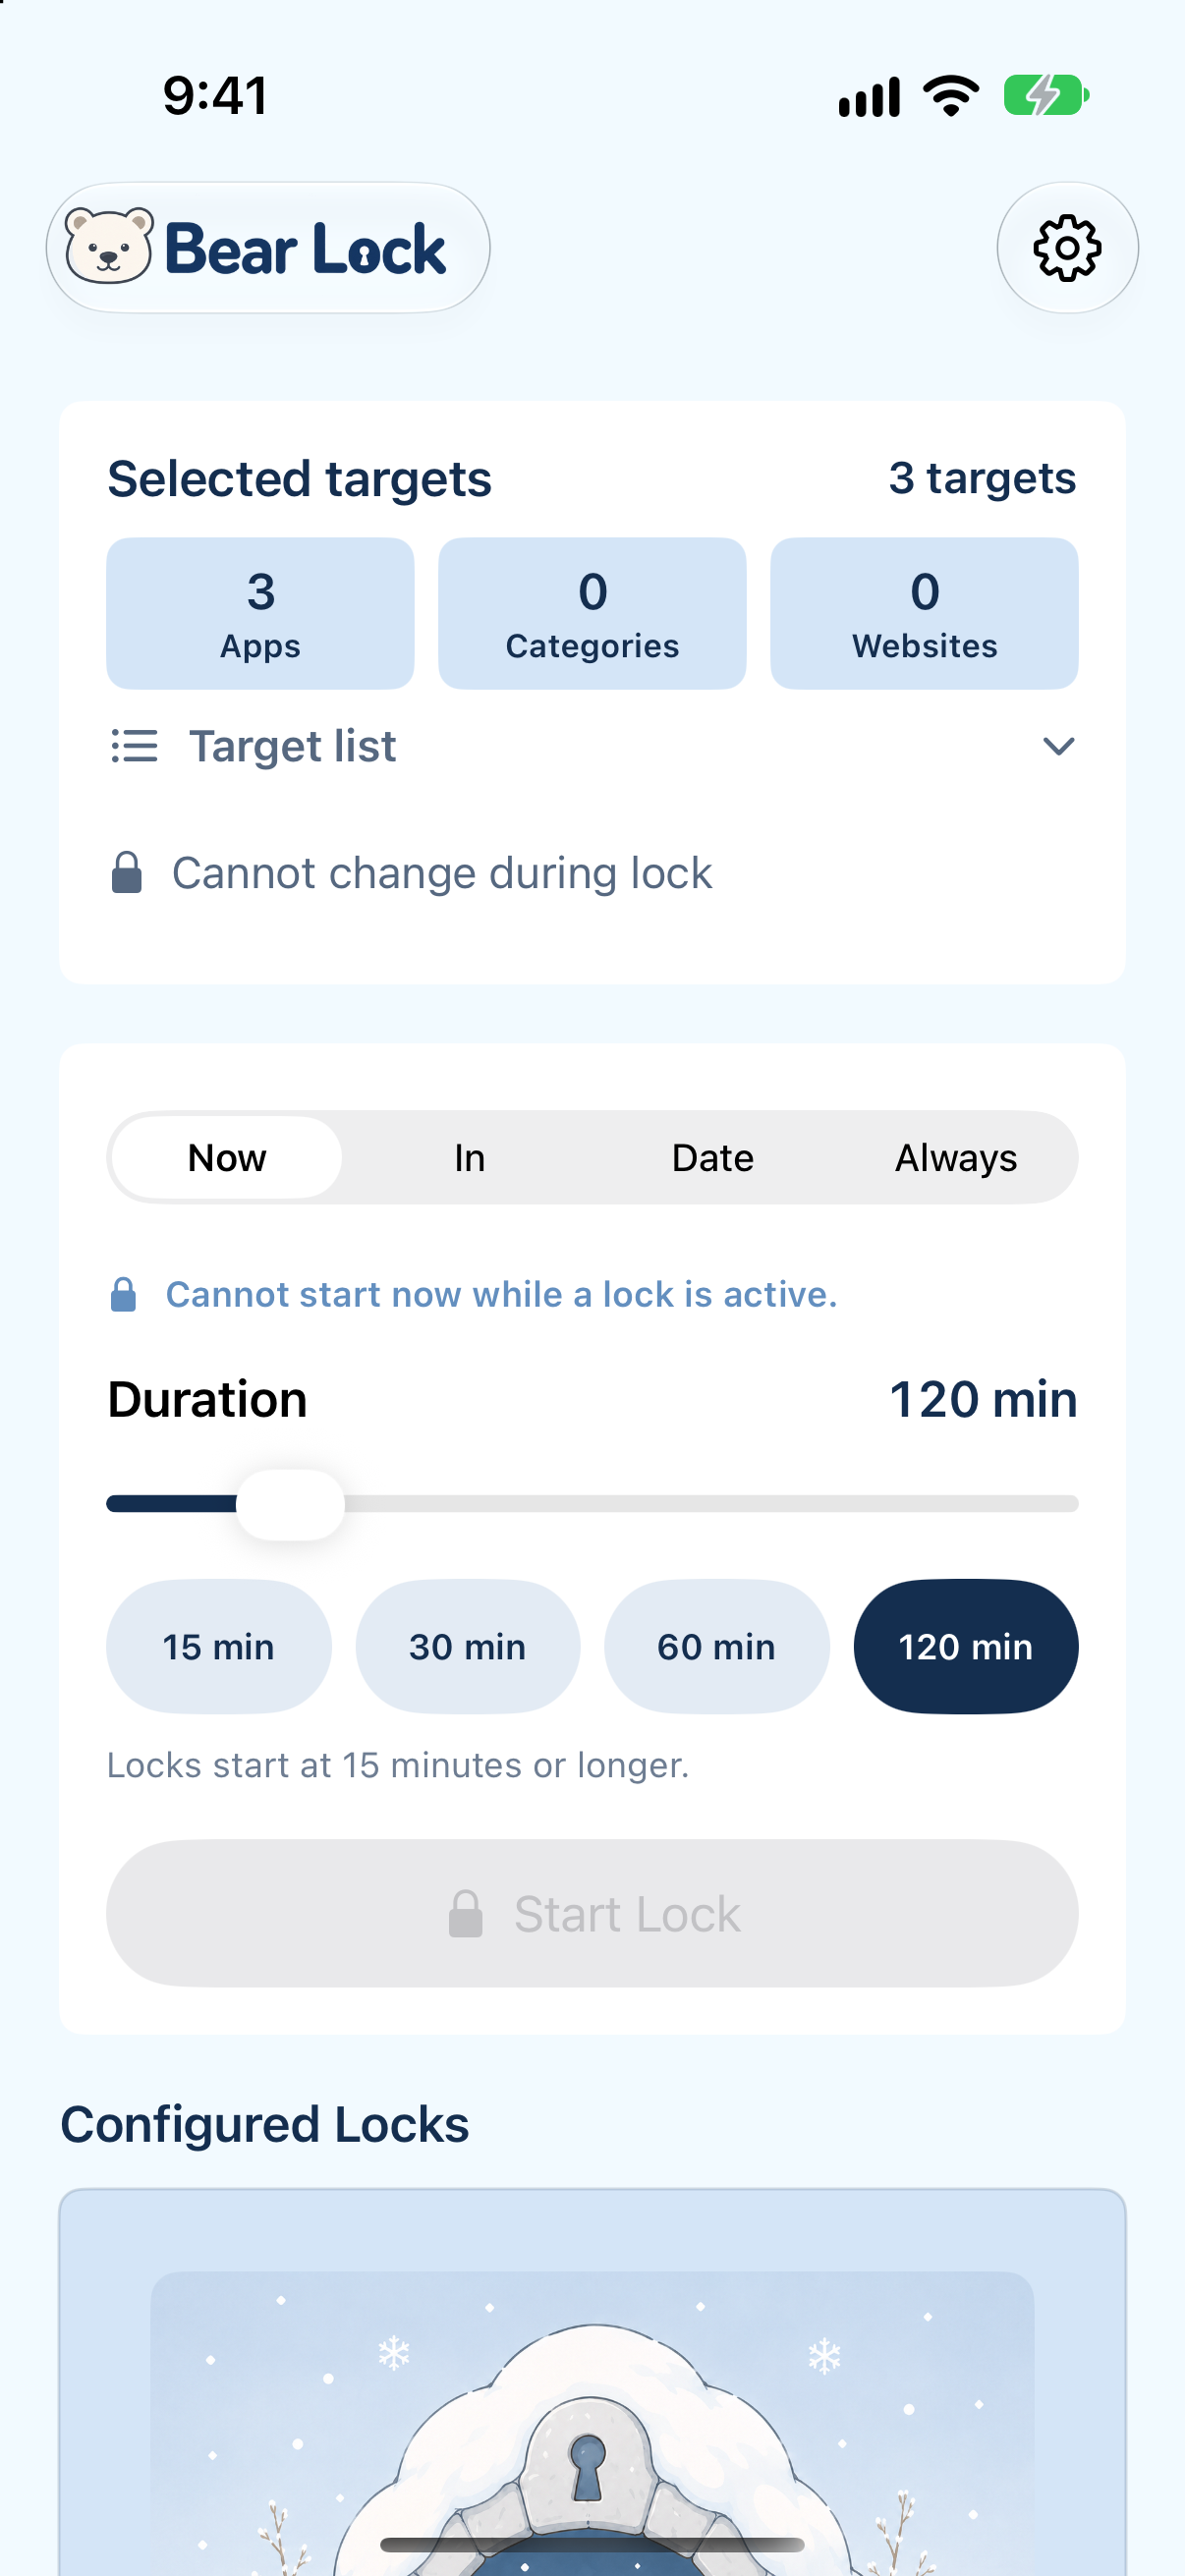 9:41
Bear Lock
Selected targets
3 targets
3
Apps
0
Categories
0
Websites
Target list
Cannot change during lock
Now
In
Date
Always
Cannot start now while a lock is active.
Duration
120 min
15 min
30 min
60 min
120 min
Locks start at 15 minutes or longer.
Start Lock
Configured Locks